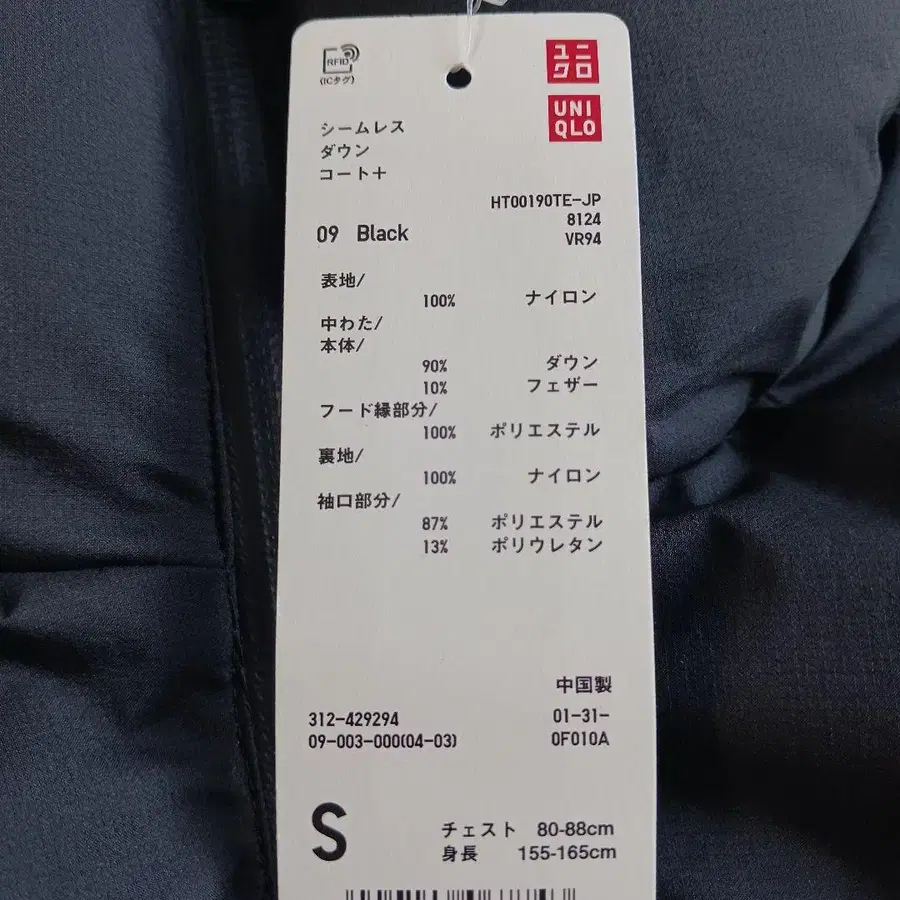 RFID
(ICタグ)
ユニ
クロ
UNI
QLO
シームレス
ダウン
コート＋
HT00190TE-JP
8124
09 Black
VR94
表地/
100% ナイロン
中わた/
本体/
90% ダウン
10% フェザー
フード縁部分/
100% ポリエステル
裏地/
100% ナイロン
袖口部分/
87% ポリエステル
13% ポリウレタン
中国製
312-429294 01-31-
09-003-000(04-03) 0F010A
S
チェスト 80-88cm
身長 155-165cm